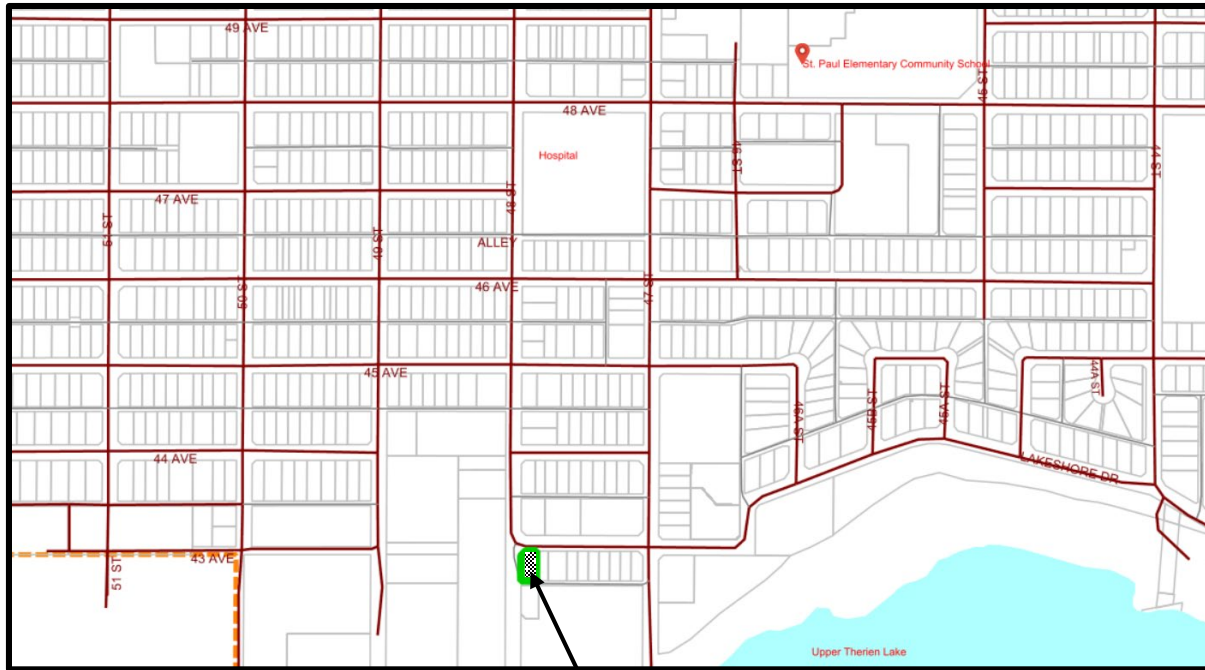 49 AVE
St. Paul Elementary Community School
45 ST
48 AVE
Hospital
46 ST
44 ST
47 AVE
48 ST
51 ST
49 ST
ALLEY
50 ST
46 AVE
47 ST
45 AVE
44A ST
46A ST
45B ST
45A ST
44 AVE
LAKESHORE DR
43 AVE
51 ST
Upper Therien Lake